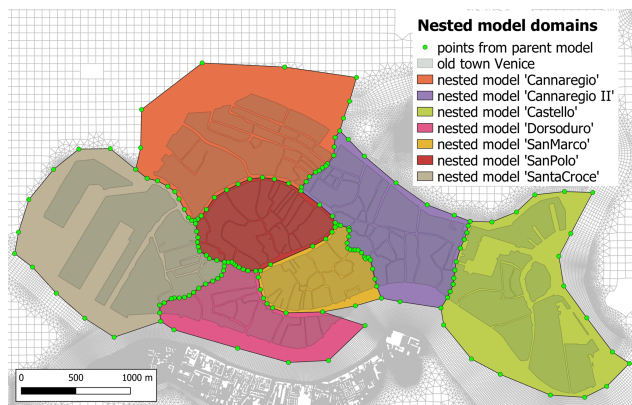 Nested model domains
points from parent model
old town Venice
nested model 'Cannaregio'
nested model 'Cannaregio II'
nested model 'Castello'
nested model 'Dorsoduro'
nested model 'SanMarco'
nested model 'SanPolo'
nested model 'SantaCroce'
0 500 1000 m